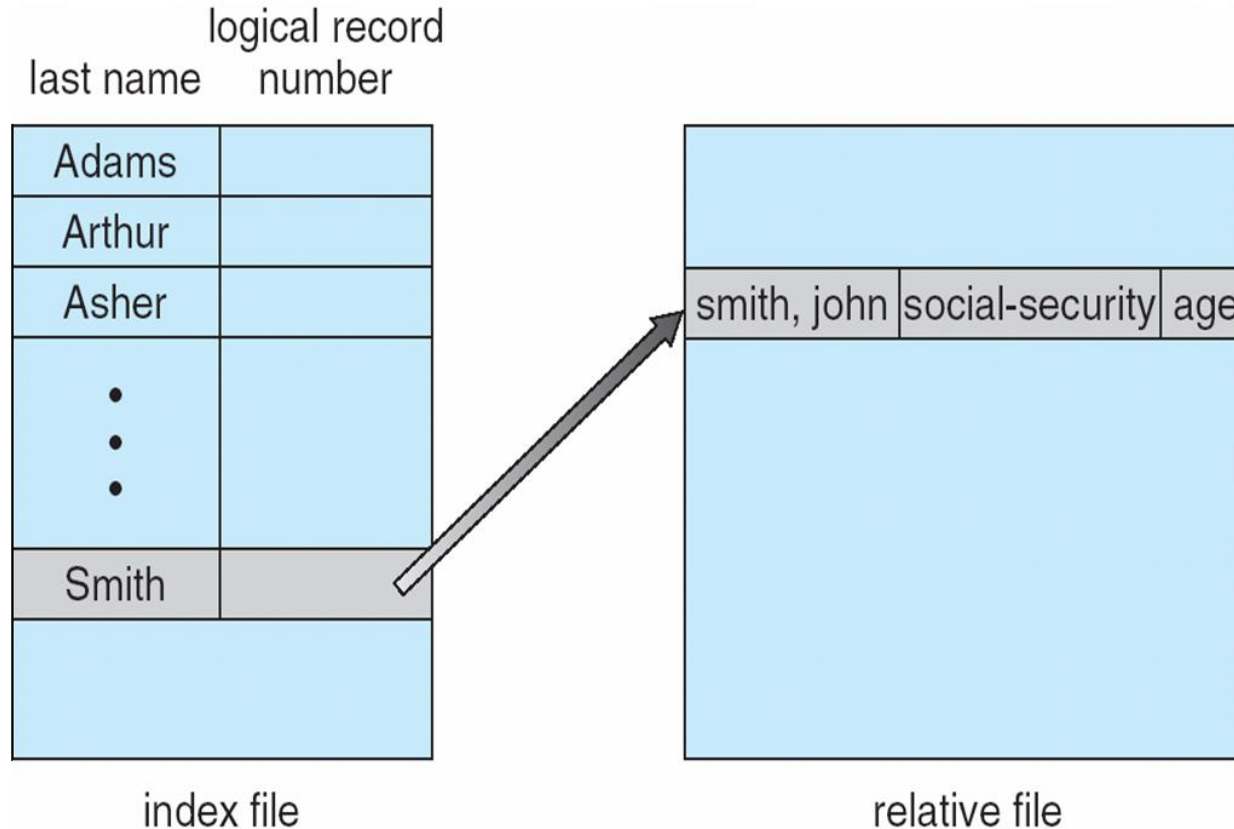 logical record
last name number
Adams
Arthur
Asher
Smith
smith, john social-security age
index file relative file